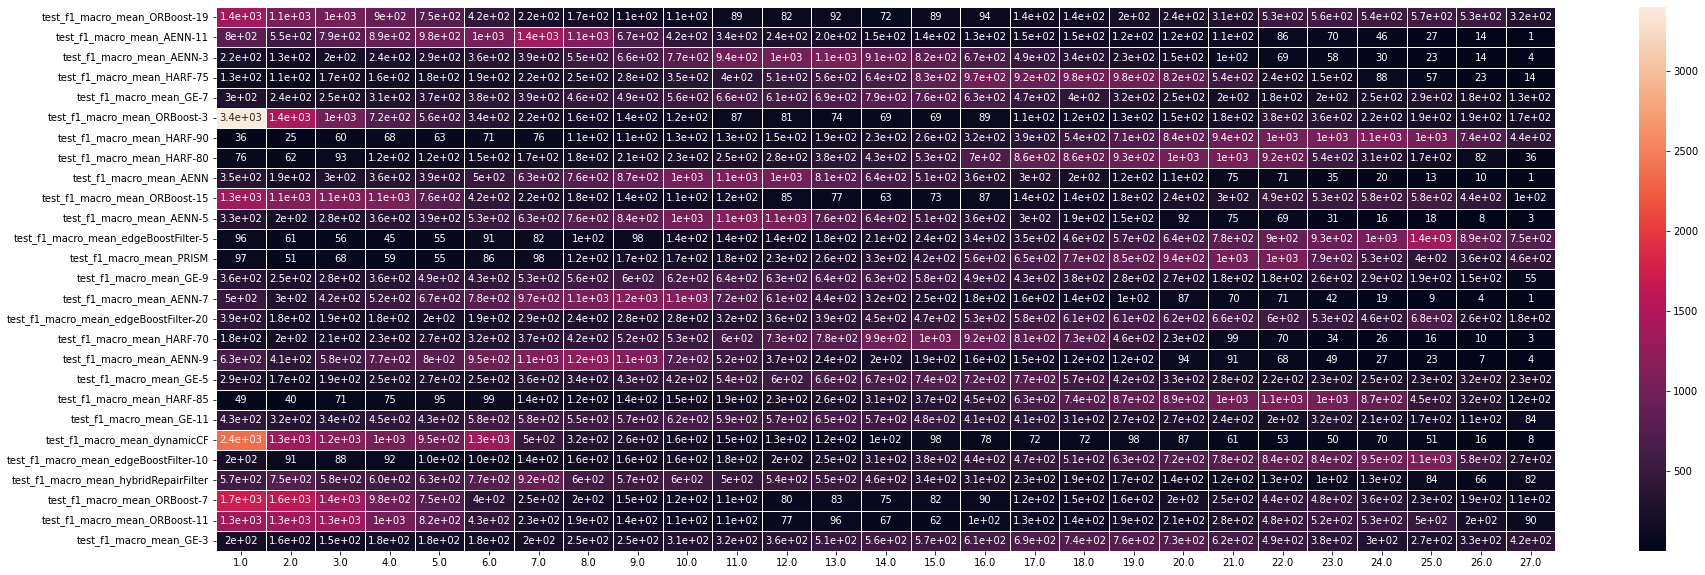 test_f1_macro_mean_ORBoost-19 1.4e+03 1.1e+03 1e+03 9e+02 7.5e+02 4.2e+02 2.2e+02 1.7e+02 1.1e+02 1.1e+02 89 82 92 72 89 94 1.4e+02 1.4e+02 2e+02 2.4e+02 3.1e+02 5.3e+02 5.6e+02 5.4e+02 5.7e+02 5.3e+02 3.2e+02
test_f1_macro_mean_AENN-11 8e+02 5.5e+02 7.9e+02 8.9e+02 9.8e+02 1e+03 1.4e+03 1.1e+03 6.7e+02 4.2e+02 3.4e+02 2.4e+02 2.0e+02 1.5e+02 1.4e+02 1.3e+02 1.5e+02 1.5e+02 1.2e+02 1.2e+02 1.1e+02 86 70 46 27 14 1
test_f1_macro_mean_AENN-3 2.2e+02 1.3e+02 2e+02 2.4e+02 2.9e+02 3.6e+02 3.9e+02 5.5e+02 6.6e+02 7.7e+02 9.4e+02 1e+03 1.1e+03 9.1e+02 8.2e+02 6.7e+02 4.9e+02 3.4e+02 2.3e+02 1.5e+02 1e+02 69 58 30 23 14 4
test_f1_macro_mean_HARF-75 1.3e+02 1.1e+02 1.7e+02 1.6e+02 1.8e+02 1.9e+02 2.2e+02 2.5e+02 2.8e+02 3.5e+02 4e+02 5.1e+02 5.6e+02 6.4e+02 8.3e+02 9.7e+02 9.2e+02 9.8e+02 9.8e+02 8.2e+02 5.4e+02 2.4e+02 1.5e+02 88 57 23 14
test_f1_macro_mean_GE-7 3e+02 2.4e+02 2.5e+02 3.1e+02 3.7e+02 3.8e+02 3.9e+02 4.6e+02 4.9e+02 5.6e+02 6.6e+02 6.1e+02 6.9e+02 7.9e+02 7.6e+02 6.3e+02 4.7e+02 4e+02 3.2e+02 2.5e+02 2e+02 1.8e+02 2e+02 2.5e+02 2.9e+02 1.8e+02 1.3e+02
test_f1_macro_mean_ORBoost-3 3.4e+03 1.4e+03 1e+03 7.2e+02 5.6e+02 3.4e+02 2.2e+02 1.6e+02 1.4e+02 1.2e+02 87 81 74 69 69 89 1.1e+02 1.2e+02 1.3e+02 1.5e+02 1.8e+02 3.8e+02 3.6e+02 2.2e+02 1.9e+02 1.9e+02 1.7e+02
test_f1_macro_mean_HARF-90 36 25 60 68 63 71 76 1.1e+02 1.1e+02 1.3e+02 1.3e+02 1.5e+02 1.9e+02 2.3e+02 2.6e+02 3.2e+02 3.9e+02 5.4e+02 7.1e+02 8.4e+02 9.4e+02 1e+03 1e+03 1.1e+03 1e+03 7.4e+02 4.4e+02
test_f1_macro_mean_HARF-80 76 62 93 1.2e+02 1.2e+02 1.5e+02 1.7e+02 1.8e+02 2.1e+02 2.3e+02 2.5e+02 2.8e+02 3.8e+02 4.3e+02 5.3e+02 7e+02 8.6e+02 8.6e+02 9.3e+02 1e+03 1e+03 9.2e+02 5.4e+02 3.1e+02 1.7e+02 82 36
test_f1_macro_mean_AENN 3.5e+02 1.9e+02 3e+02 3.6e+02 3.9e+02 5e+02 6.3e+02 7.6e+02 8.7e+02 1e+03 1.1e+03 1e+03 8.1e+02 6.4e+02 5.1e+02 3.6e+02 3e+02 2e+02 1.2e+02 1.1e+02 75 71 35 20 13 10 1
test_f1_macro_mean_ORBoost-15 1.3e+03 1.1e+03 1.1e+03 1.1e+03 7.6e+02 4.2e+02 2.2e+02 1.8e+02 1.4e+02 1.1e+02 1.2e+02 85 77 63 73 87 1.4e+02 1.4e+02 1.8e+02 2.4e+02 3e+02 4.9e+02 5.3e+02 5.8e+02 5.8e+02 4.4e+02 1e+02
test_f1_macro_mean_AENN-5 3.3e+02 2e+02 2.8e+02 3.6e+02 3.9e+02 5.3e+02 6.3e+02 7.6e+02 8.4e+02 1e+03 1.1e+03 1.1e+03 7.6e+02 6.4e+02 5.1e+02 3.6e+02 3e+02 1.9e+02 1.5e+02 92 75 69 31 16 18 8 3
test_f1_macro_mean_edgeBoostFilter-5 96 61 56 45 55 91 82 1e+02 98 1.4e+02 1.4e+02 1.4e+02 1.8e+02 2.1e+02 2.4e+02 3.4e+02 3.5e+02 4.6e+02 5.7e+02 6.4e+02 7.8e+02 9e+02 9.3e+02 1e+03 1.4e+03 8.9e+02 7.5e+02
test_f1_macro_mean_PRISM 97 51 68 59 55 86 98 1.2e+02 1.7e+02 1.7e+02 1.8e+02 2.3e+02 2.6e+02 3.3e+02 4.2e+02 5.6e+02 6.5e+02 7.7e+02 8.5e+02 9.4e+02 1e+03 1e+03 7.9e+02 5.3e+02 4e+02 3.6e+02 4.6e+02
test_f1_macro_mean_GE-9 3.6e+02 2.5e+02 2.8e+02 3.6e+02 4.9e+02 4.3e+02 5.3e+02 5.6e+02 6e+02 6.2e+02 6.4e+02 6.3e+02 6.4e+02 6.3e+02 5.8e+02 4.9e+02 4.3e+02 3.8e+02 2.8e+02 2.7e+02 1.8e+02 1.8e+02 2.6e+02 2.9e+02 1.9e+02 1.5e+02 55
test_f1_macro_mean_AENN-7 5e+02 3e+02 4.2e+02 5.2e+02 6.7e+02 7.8e+02 9.7e+02 1.1e+03 1.2e+03 1.1e+03 7.2e+02 6.1e+02 4.4e+02 3.2e+02 2.5e+02 1.8e+02 1.6e+02 1.4e+02 1e+02 87 70 71 42 19 9 4 1
test_f1_macro_mean_edgeBoostFilter-20 3.9e+02 1.8e+02 1.9e+02 1.8e+02 2e+02 1.9e+02 2.9e+02 2.4e+02 2.8e+02 2.8e+02 3.2e+02 3.6e+02 3.9e+02 4.5e+02 4.7e+02 5.3e+02 5.8e+02 6.1e+02 6.1e+02 6.2e+02 6.6e+02 6e+02 5.3e+02 4.6e+02 6.8e+02 2.6e+02 1.8e+02
test_f1_macro_mean_HARF-70 1.8e+02 2e+02 2.1e+02 2.3e+02 2.7e+02 3.2e+02 3.7e+02 4.2e+02 5.2e+02 5.3e+02 6e+02 7.3e+02 7.8e+02 9.9e+02 1e+03 9.2e+02 8.1e+02 7.3e+02 4.6e+02 2.3e+02 99 70 34 26 16 10 3
test_f1_macro_mean_AENN-9 6.3e+02 4.1e+02 5.8e+02 7.7e+02 8e+02 9.5e+02 1.1e+03 1.2e+03 1.1e+03 7.2e+02 5.2e+02 3.7e+02 2.4e+02 2e+02 1.9e+02 1.6e+02 1.5e+02 1.2e+02 1.2e+02 94 91 68 49 27 23 7 4
test_f1_macro_mean_GE-5 2.9e+02 1.7e+02 1.9e+02 2.5e+02 2.7e+02 2.5e+02 3.6e+02 3.4e+02 4.3e+02 4.2e+02 5.4e+02 6e+02 6.6e+02 6.7e+02 7.4e+02 7.2e+02 7.7e+02 5.7e+02 4.2e+02 3.3e+02 2.8e+02 2.2e+02 2.3e+02 2.5e+02 2.3e+02 3.2e+02 2.3e+02
test_f1_macro_mean_HARF-85 49 40 71 75 95 99 1.4e+02 1.2e+02 1.4e+02 1.5e+02 1.9e+02 2.3e+02 2.6e+02 3.1e+02 3.7e+02 4.5e+02 6.3e+02 7.4e+02 8.7e+02 8.9e+02 1e+03 1.1e+03 1e+03 8.7e+02 4.5e+02 3.2e+02 1.2e+02
test_f1_macro_mean_GE-11 4.3e+02 3.2e+02 3.4e+02 4.5e+02 4.3e+02 5.8e+02 5.8e+02 5.5e+02 5.7e+02 6.2e+02 5.9e+02 5.7e+02 6.5e+02 5.7e+02 4.8e+02 4.1e+02 4.1e+02 3.1e+02 2.7e+02 2.7e+02 2.4e+02 2e+02 3.2e+02 2.1e+02 1.7e+02 1.1e+02 84
test_f1_macro_mean_dynamicCF 2.4e+03 1.3e+03 1.2e+03 1e+03 9.5e+02 1.3e+03 5e+02 3.2e+02 2.6e+02 1.6e+02 1.5e+02 1.3e+02 1.2e+02 1e+02 98 78 72 72 98 87 61 53 50 70 51 16 8
test_f1_macro_mean_edgeBoostFilter-10 2e+02 91 88 92 1.0e+02 1.0e+02 1.4e+02 1.6e+02 1.6e+02 1.6e+02 1.8e+02 2e+02 2.5e+02 3.1e+02 3.8e+02 4.4e+02 4.7e+02 5.1e+02 6.3e+02 7.2e+02 7.8e+02 8.4e+02 8.4e+02 9.5e+02 1.1e+03 5.8e+02 2.7e+02
test_f1_macro_mean_hybridRepairFilter 5.7e+02 7.5e+02 5.8e+02 6.0e+02 6.3e+02 7.7e+02 9.2e+02 6e+02 5.7e+02 6e+02 5e+02 5.4e+02 5.5e+02 4.6e+02 3.4e+02 3.1e+02 2.3e+02 1.9e+02 1.7e+02 1.4e+02 1.2e+02 1.3e+02 1e+02 1.3e+02 84 66 82
test_f1_macro_mean_ORBoost-7 1.7e+03 1.6e+03 1.4e+03 9.8e+02 7.5e+02 4e+02 2.5e+02 2e+02 1.5e+02 1.2e+02 1.1e+02 80 83 75 82 90 1.2e+02 1.5e+02 1.6e+02 2e+02 2.5e+02 4.4e+02 4.8e+02 3.6e+02 2.3e+02 1.9e+02 1.1e+02
test_f1_macro_mean_ORBoost-11 1.3e+03 1.3e+03 1.3e+03 1e+03 8.2e+02 4.3e+02 2.3e+02 1.9e+02 1.4e+02 1.1e+02 1.1e+02 77 96 67 62 1e+02 1.3e+02 1.4e+02 1.9e+02 2.1e+02 2.8e+02 4.8e+02 5.2e+02 5.3e+02 5e+02 2e+02 90
test_f1_macro_mean_GE-3 2e+02 1.6e+02 1.5e+02 1.8e+02 1.8e+02 1.8e+02 2e+02 2.5e+02 2.5e+02 3.1e+02 3.2e+02 3.6e+02 5.1e+02 5.6e+02 5.7e+02 6.1e+02 6.9e+02 7.4e+02 7.6e+02 7.3e+02 6.2e+02 4.9e+02 3.8e+02 3e+02 2.7e+02 3.3e+02 4.2e+02
1.0 2.0 3.0 4.0 5.0 6.0 7.0 8.0 9.0 10.0 11.0 12.0 13.0 14.0 15.0 16.0 17.0 18.0 19.0 20.0 21.0 22.0 23.0 24.0 25.0 26.0 27.0
3000
2500
2000
1500
1000
500